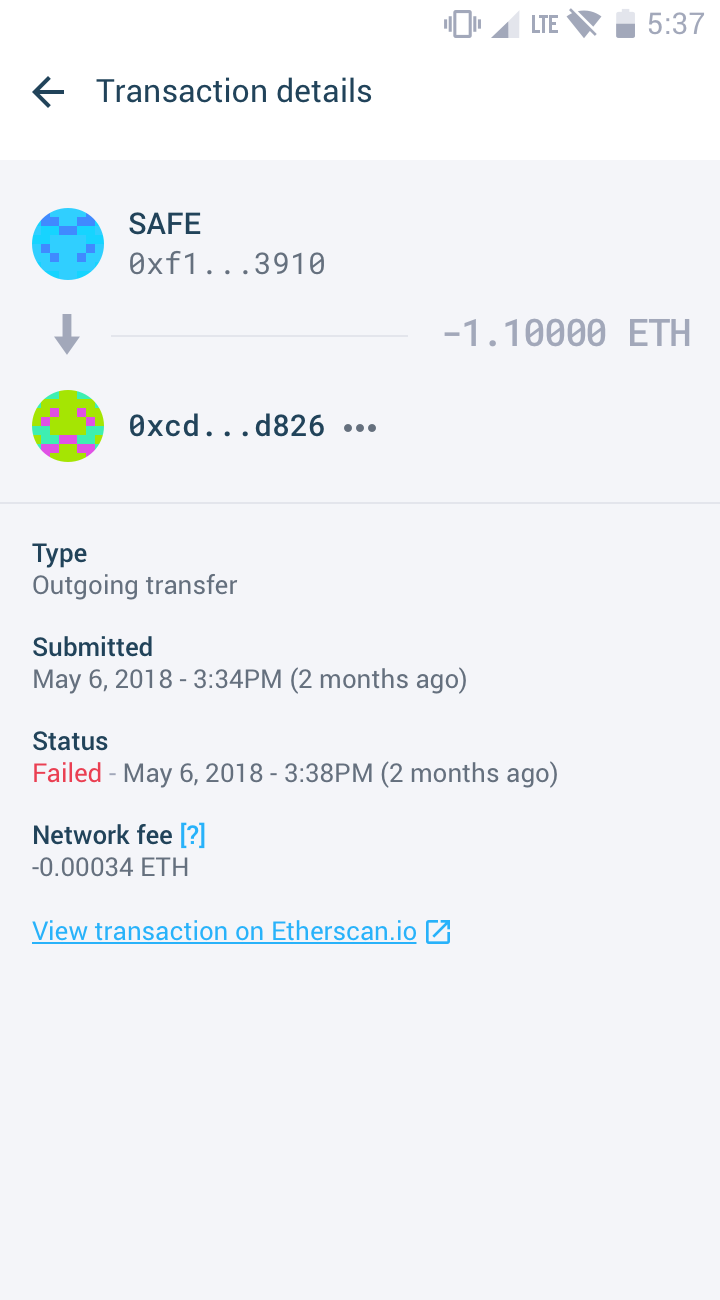 LTE 5:37
Transaction details
SAFE
0xf1...3910
-1.10000 ETH
0xcd...d826
Type
Outgoing transfer
Submitted
May 6, 2018 - 3:34PM (2 months ago)
Status
Failed - May 6, 2018 - 3:38PM (2 months ago)
Network fee [?]
-0.00034 ETH
View transaction on Etherscan.io